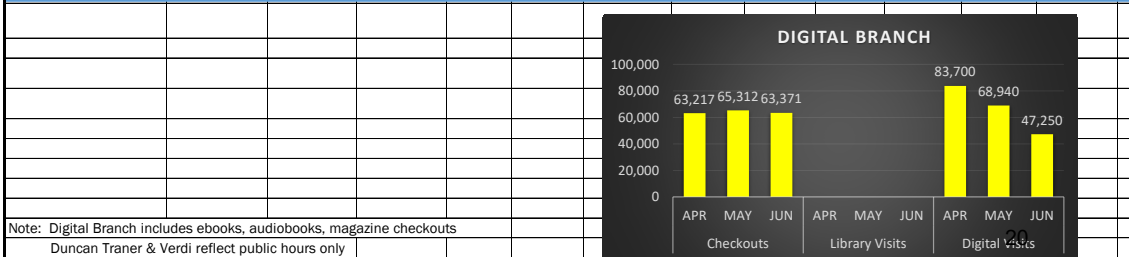 DIGITAL BRANCH
100,000
80,000
60,000
40,000
20,000
0
63,217 65,312 63,371
83,700 68,940 47,250
APR MAY JUN APR MAY JUN APR MAY JUN
Checkouts Library Visits Digital Visits
20
Note: Digital Branch includes ebooks, audiobooks, magazine checkouts
Duncan Traner & Verdi reflect public hours only